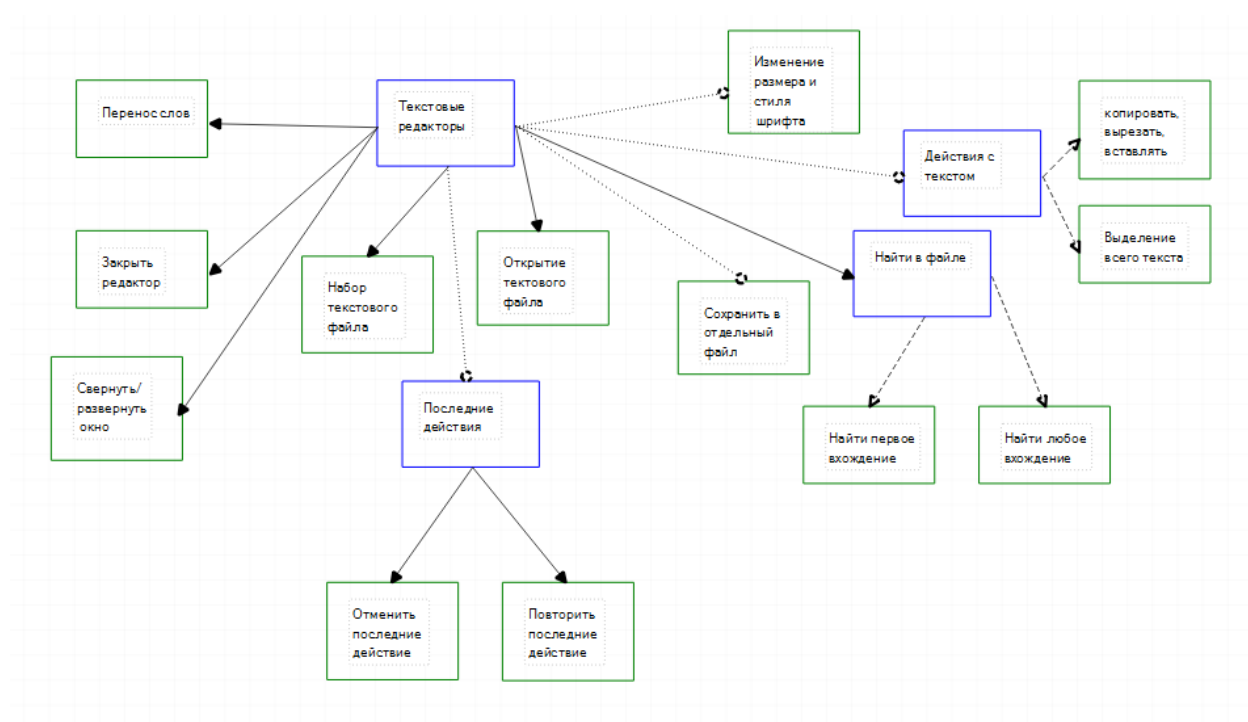 Изменение
размера и
стиля
шрифта
Перенос слов
Текстовые
редакторы
копировать,
вырезать,
вставлять
Действия с
текстом
Выделение
всего текста
Закрыть
редактор
Набор
текстового
файла
Открытие
тектового
файла
Найти в файле
Сохранить в
отдельный
файл
Свернуть/
развернуть
окно
Последние
действия
Найти первое
вхождение
Найти любое
вхождение
Отменить
последние
действие
Повторить
последние
действие